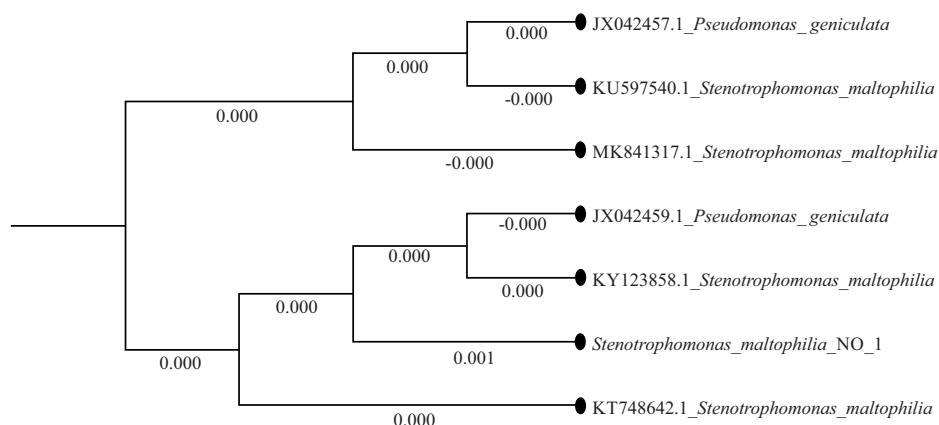 0.000
JX042457.1_Pseudomonas_ geniculata
0.000
-0.000
KU597540.1_Stenotrophomonas_maltophilia
0.000
-0.000
MK841317.1_Stenotrophomonas_maltophilia
-0.000
JX042459.1_Pseudomonas_ geniculata
0.000
0.000
KY123858.1_Stenotrophomonas_maltophilia
0.000
0.001
Stenotrophomonas_maltophilia_NO_1
0.000
0.000
KT748642.1_Stenotrophomonas_maltophilia